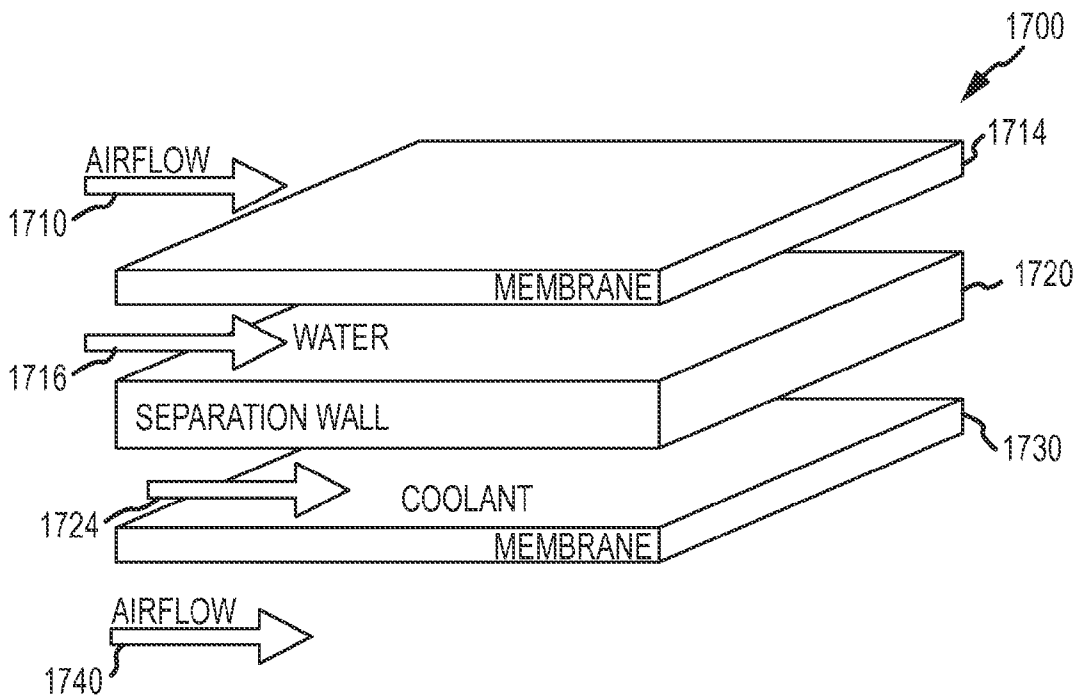 1700
1714
AIRFLOW
1710
MEMBRANE
1720
WATER
1716
SEPARATION WALL
1730
COOLANT
1724
MEMBRANE
AIRFLOW
1740